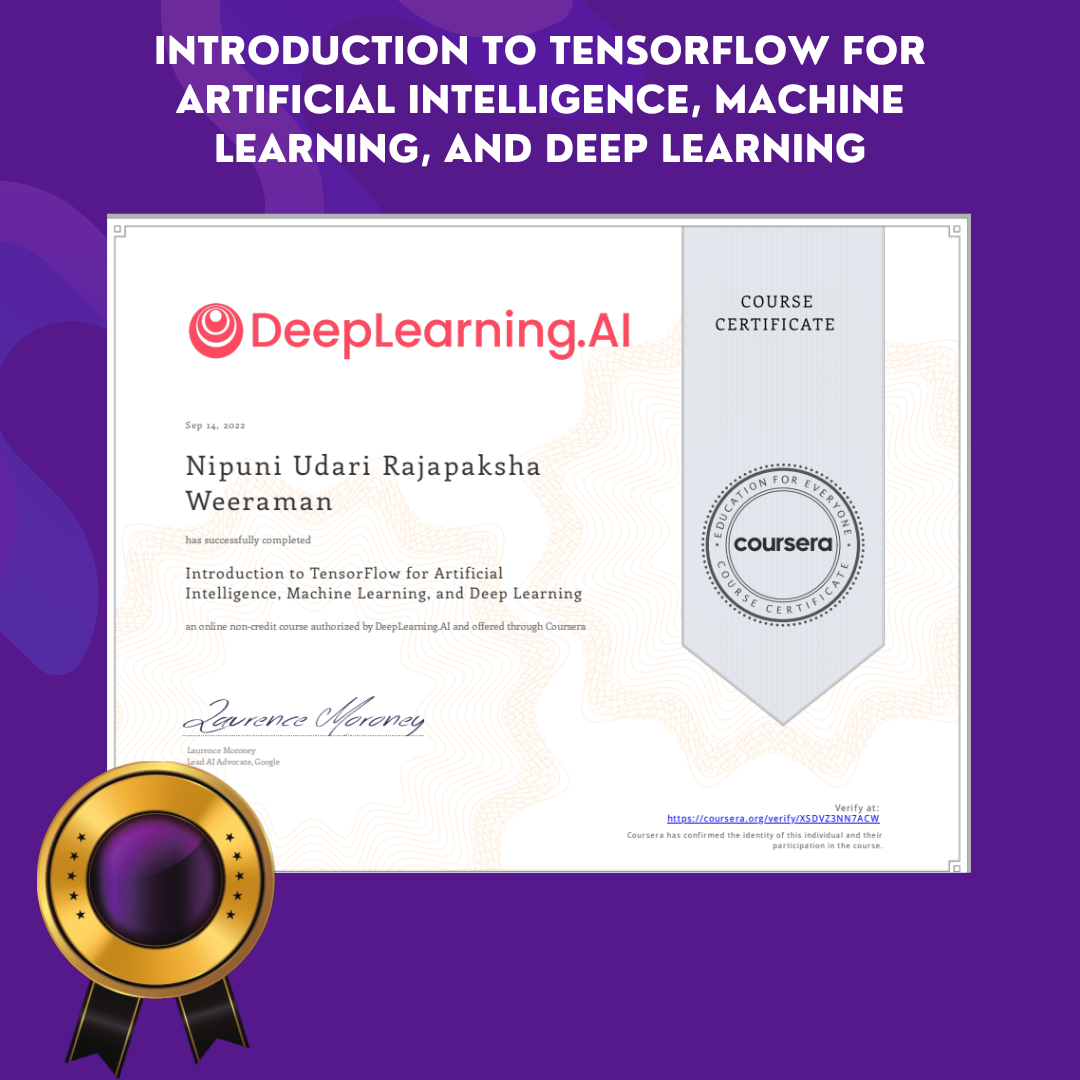 INTRODUCTION TO TENSORFLOW FOR
ARTIFICIAL INTELLIGENCE, MACHINE
LEARNING, AND DEEP LEARNING
DeepLearning.AI
COURSE
CERTIFICATE
Sep 14, 2022
Nipuni Udari Rajapaksha
Weeraman
has successfully completed
Introduction to TensorFlow for Artificial
Intelligence, Machine Learning, and Deep Learning
an online non-credit course authorized by DeepLearning.AI and offered through Coursera
EDUCATION FOR EVERYONE
coursera
COURSE CERTIFICATE
Laurence Moroney
Laurence Moroney
Lead AI Advocate, Google
Verify at:
https://coursera.org/verify/XSDVZ3NN7ACW
Coursera has confirmed the identity of this individual and their
participation in the course.